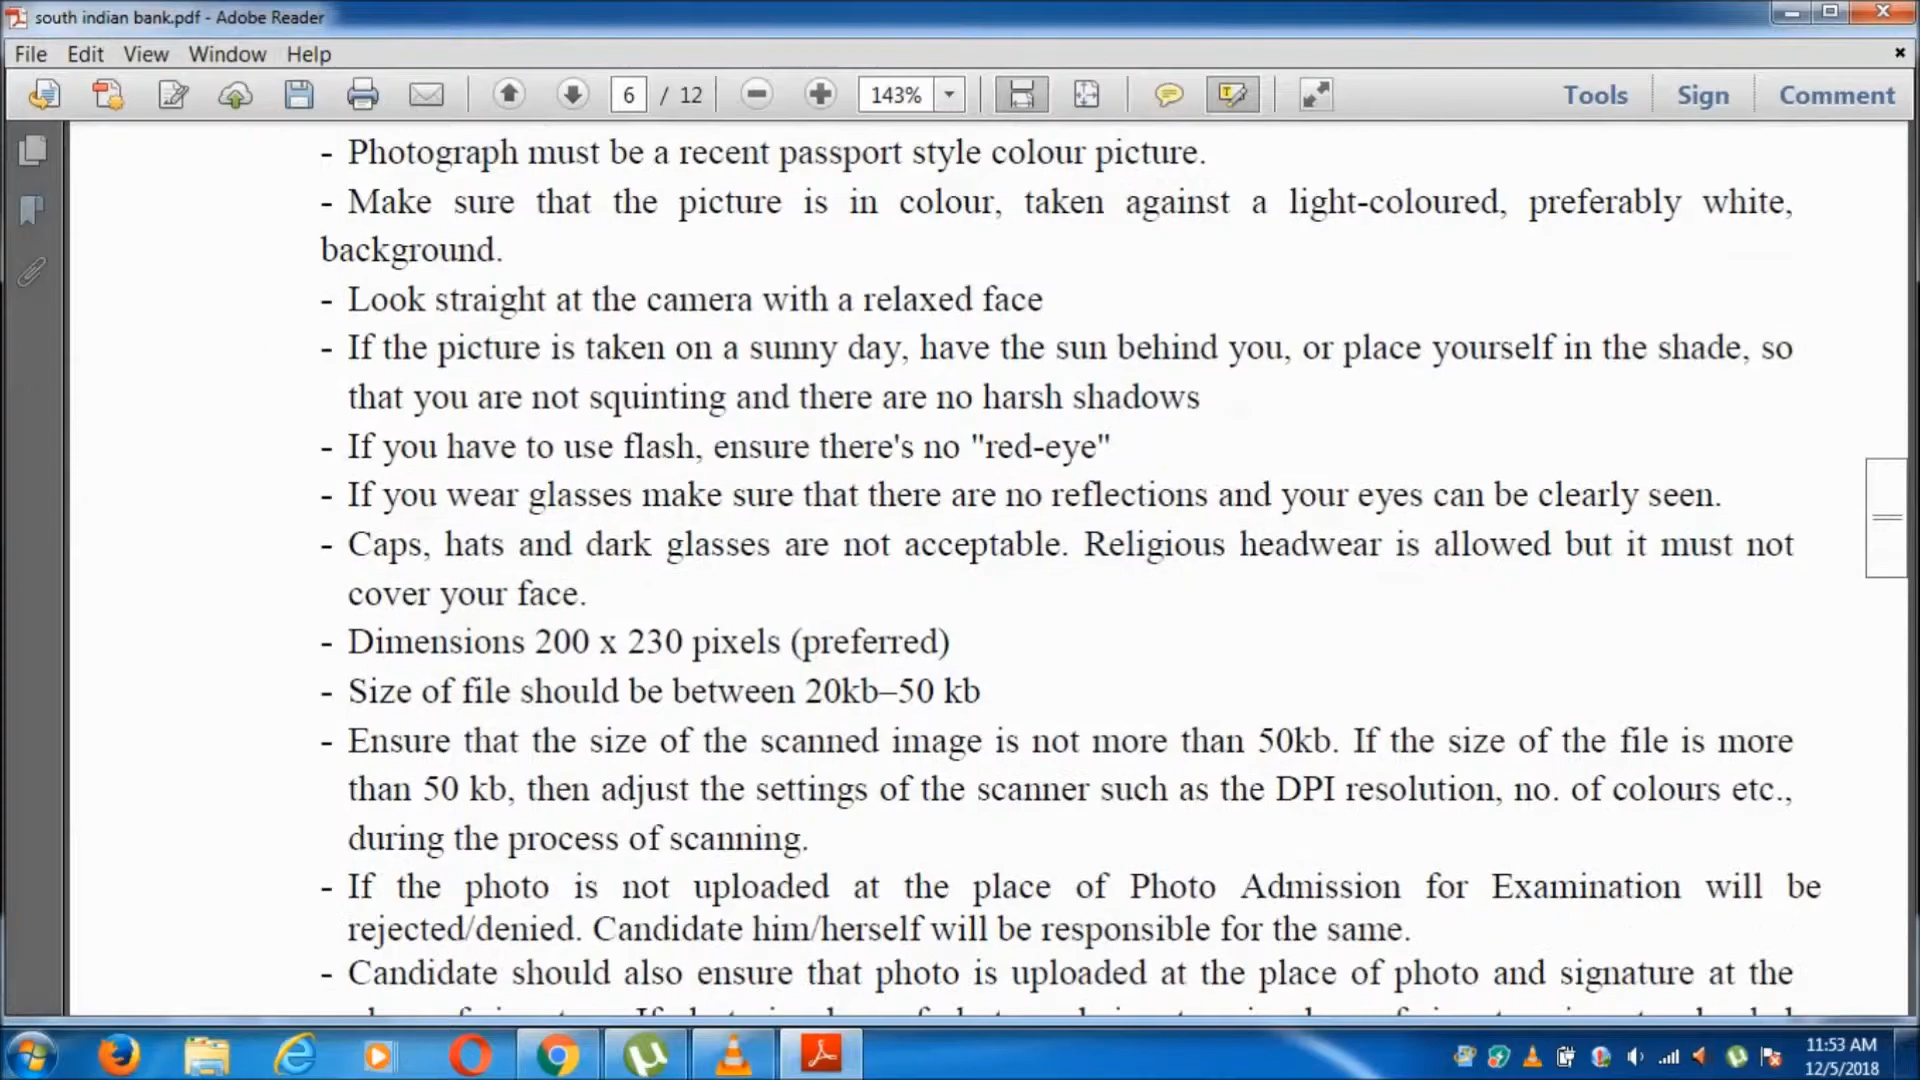 south indian bank.pdf - Adobe Reader
File Edit View Window Help
6 / 12 143% Tools Sign Comment
- Photograph must be a recent passport style colour picture.
- Make sure that the picture is in colour, taken against a light-coloured, preferably white,
background.
- Look straight at the camera with a relaxed face
- If the picture is taken on a sunny day, have the sun behind you, or place yourself in the shade, so
that you are not squinting and there are no harsh shadows
- If you have to use flash, ensure there's no "red-eye"
- If you wear glasses make sure that there are no reflections and your eyes can be clearly seen.
- Caps, hats and dark glasses are not acceptable. Religious headwear is allowed but it must not
cover your face.
- Dimensions 200 x 230 pixels (preferred)
- Size of file should be between 20kb–50 kb
- Ensure that the size of the scanned image is not more than 50kb. If the size of the file is more
than 50 kb, then adjust the settings of the scanner such as the DPI resolution, no. of colours etc.,
during the process of scanning.
- If the photo is not uploaded at the place of Photo Admission for Examination will be
rejected/denied. Candidate him/herself will be responsible for the same.
- Candidate should also ensure that photo is uploaded at the place of photo and signature at the
11:53 AM
12/5/2018